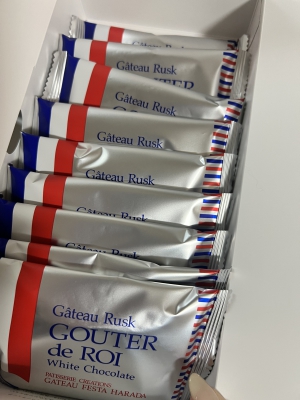 Gâteau Rusk
Gâteau Rusk
GOUTER
Gâteau Rusk
Gâteau Rusk
Gâteau Rusk
Gâteau Rusk
Gâteau Rusk
GOUTER
de ROI
White Chocolate
PATISSERIE CREATIONS
GATEAU FESTA HARADA